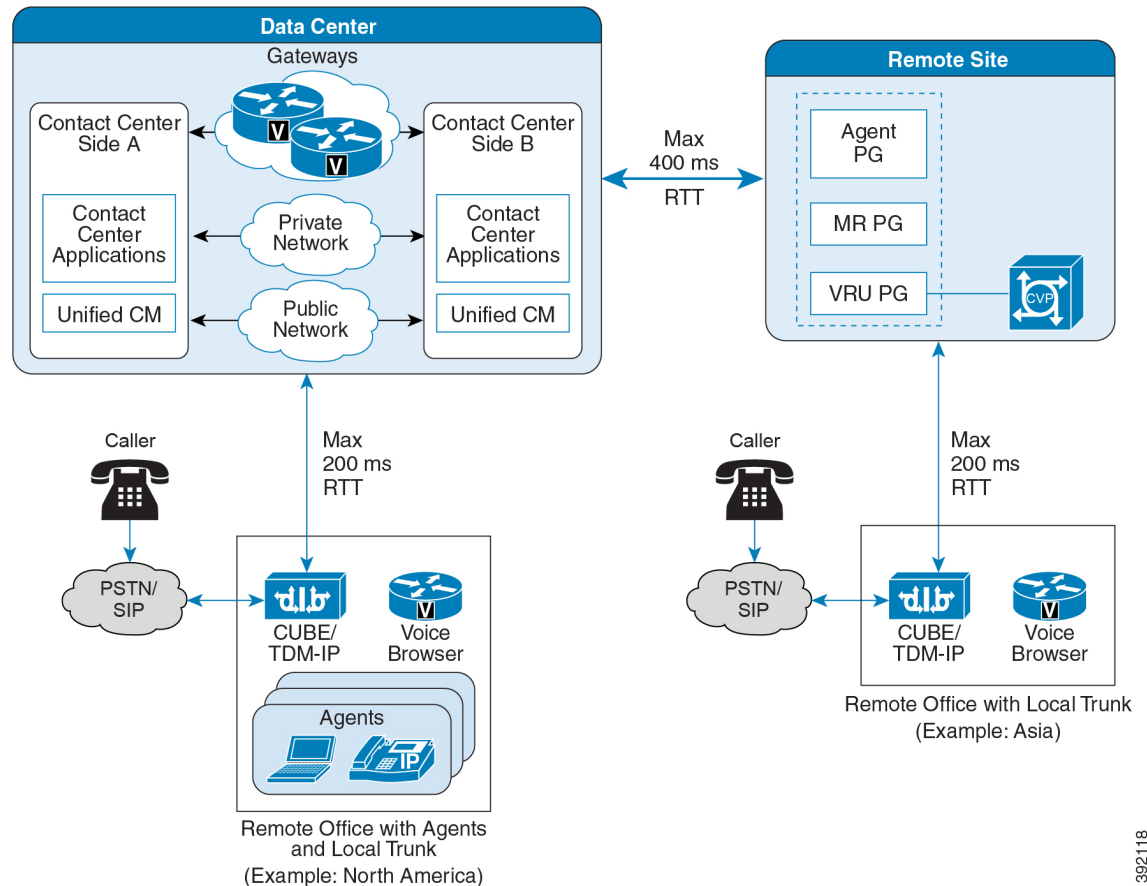 Data Center
Gateways
V
V
Contact Center
Side A
Contact
Center
Applications
Unified CM
Private
Network
Public
Network
Contact Center
Side B
Contact
Center
Applications
Unified CM
Max
400 ms
RTT
Remote Site
Agent
PG
MR PG
VRU PG
CVP
Max
200 ms
RTT
Caller
PSTN/
SIP
CUBE/
TDM-IP
V
Voice
Browser
Agents
IP
Remote Office with Agents
and Local Trunk
(Example: North America)
Max
200 ms
RTT
Caller
PSTN/
SIP
CUBE/
TDM-IP
V
Voice
Browser
Remote Office with Local Trunk
(Example: Asia)
392118